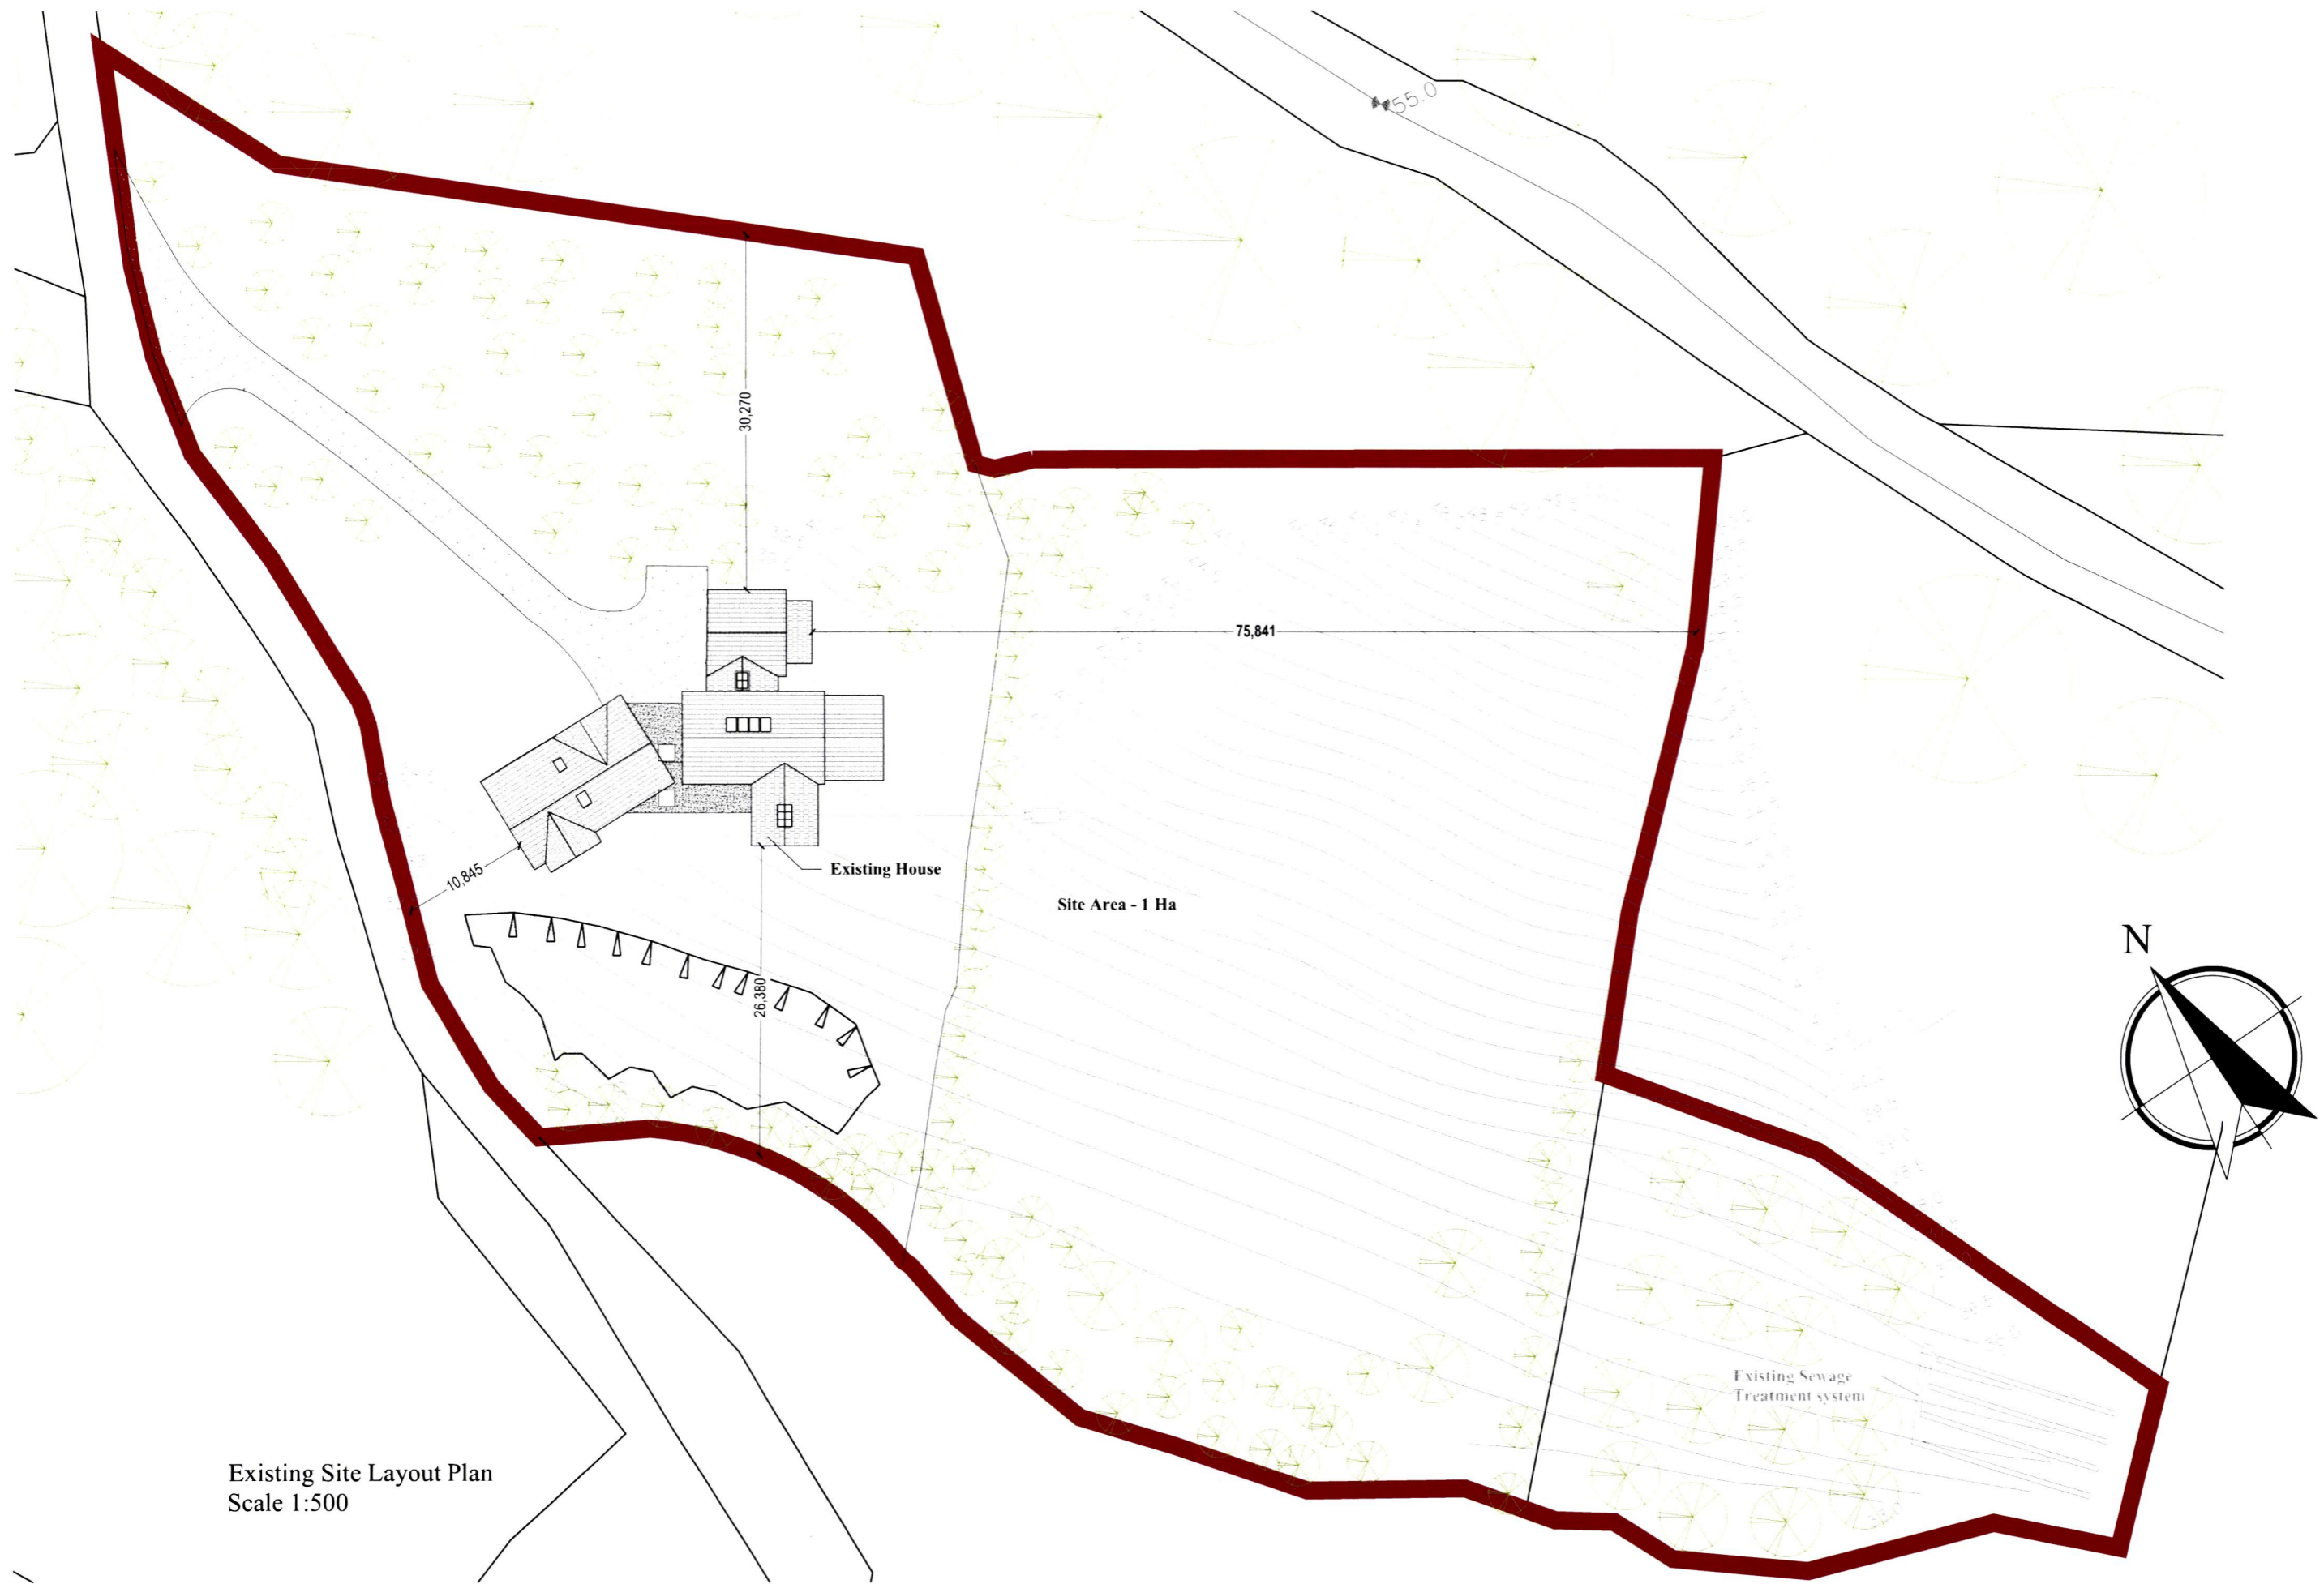 55.0
30,270
75,841
Existing House
10,845
Site Area - 1 Ha
N
26,380
Existing Sewage
Treatment system
Existing Site Layout Plan
Scale 1:500